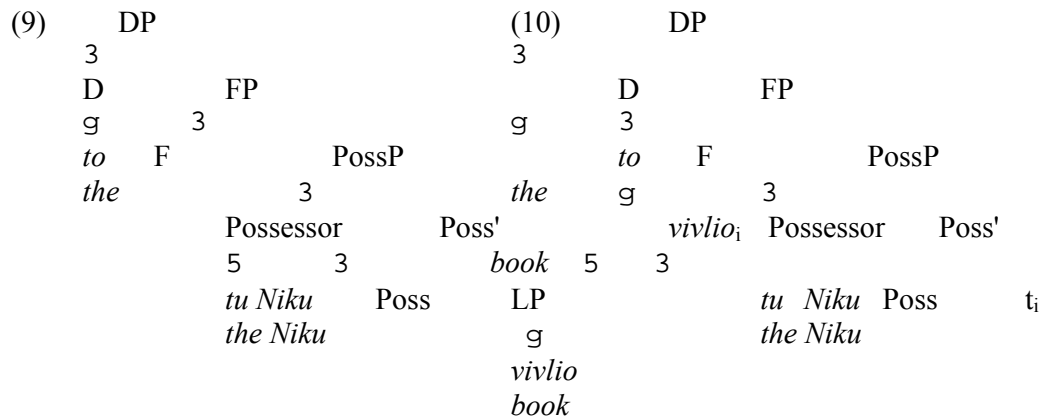 (9) DP (10) DP
3 3
D FP D FP
g 3 g 3
to F PossP to F PossP
the 3 the g 3
Possessor Poss' vivlioi Possessor Poss'
5 3 book 5 3
tu Niku Poss LP tu Niku Poss ti
the Niku g the Niku
vivlio
book